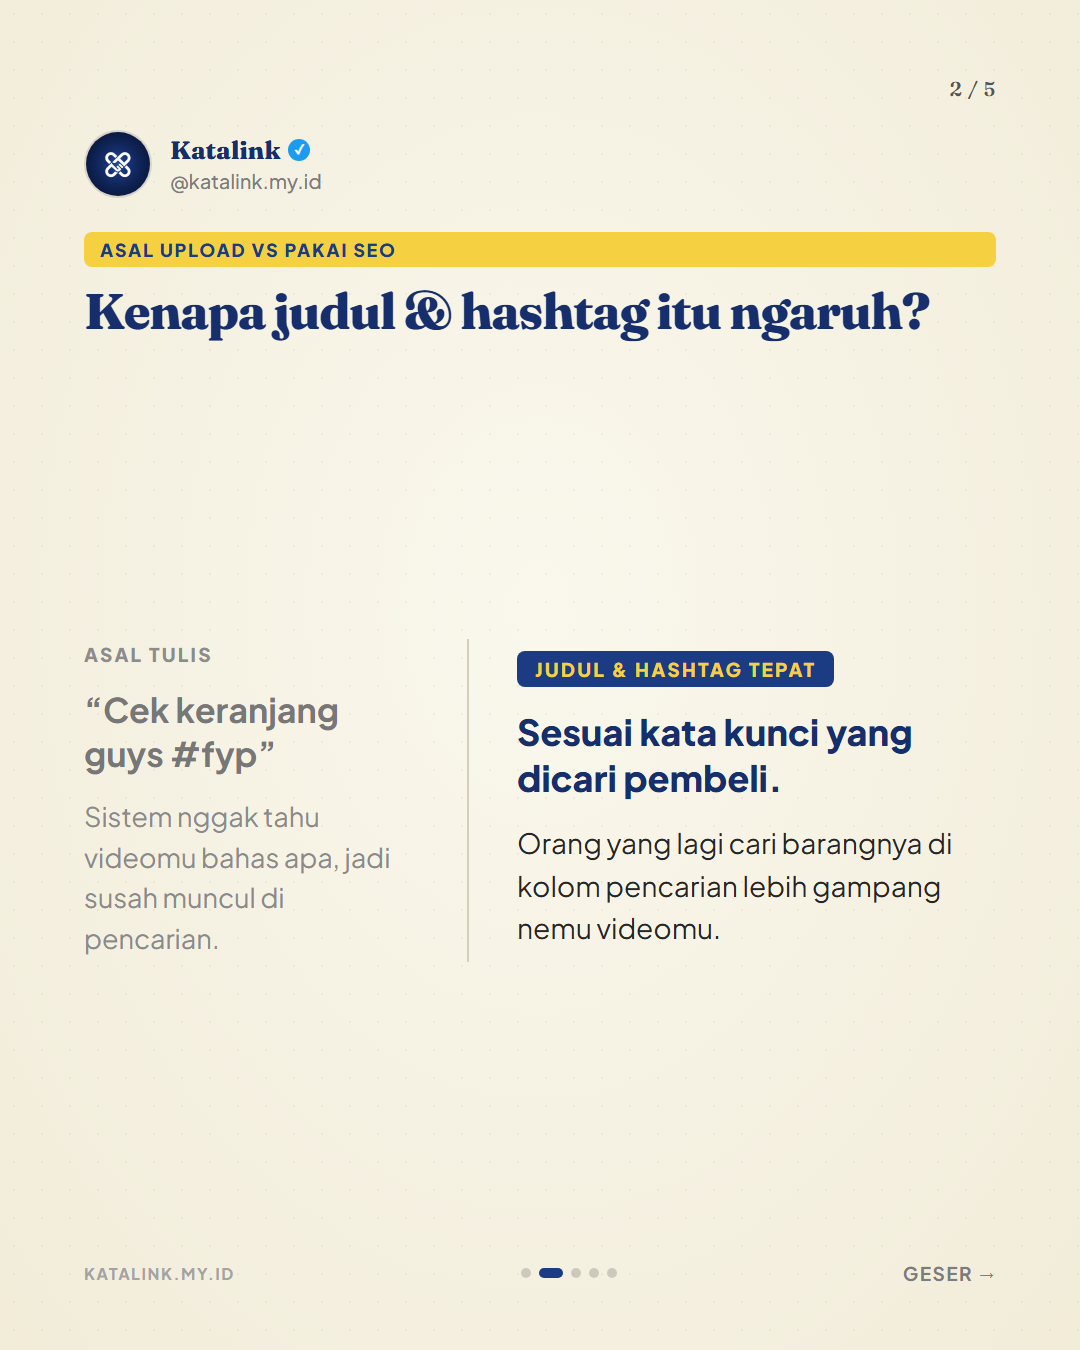 2 / 5
Katalink
@katalink.my.id
ASAL UPLOAD VS PAKAI SEO
Kenapa judul & hashtag itu ngaruh?
ASAL TULIS
“Cek keranjang
guys #fyp”
Sistem nggak tahu
videomu bahas apa, jadi
susah muncul di
pencarian.
JUDUL & HASHTAG TEPAT
Sesuai kata kunci yang
dicari pembeli.
Orang yang lagi cari barangnya di
kolom pencarian lebih gampang
nemu videomu.
KATALINK.MY.ID
GESER →